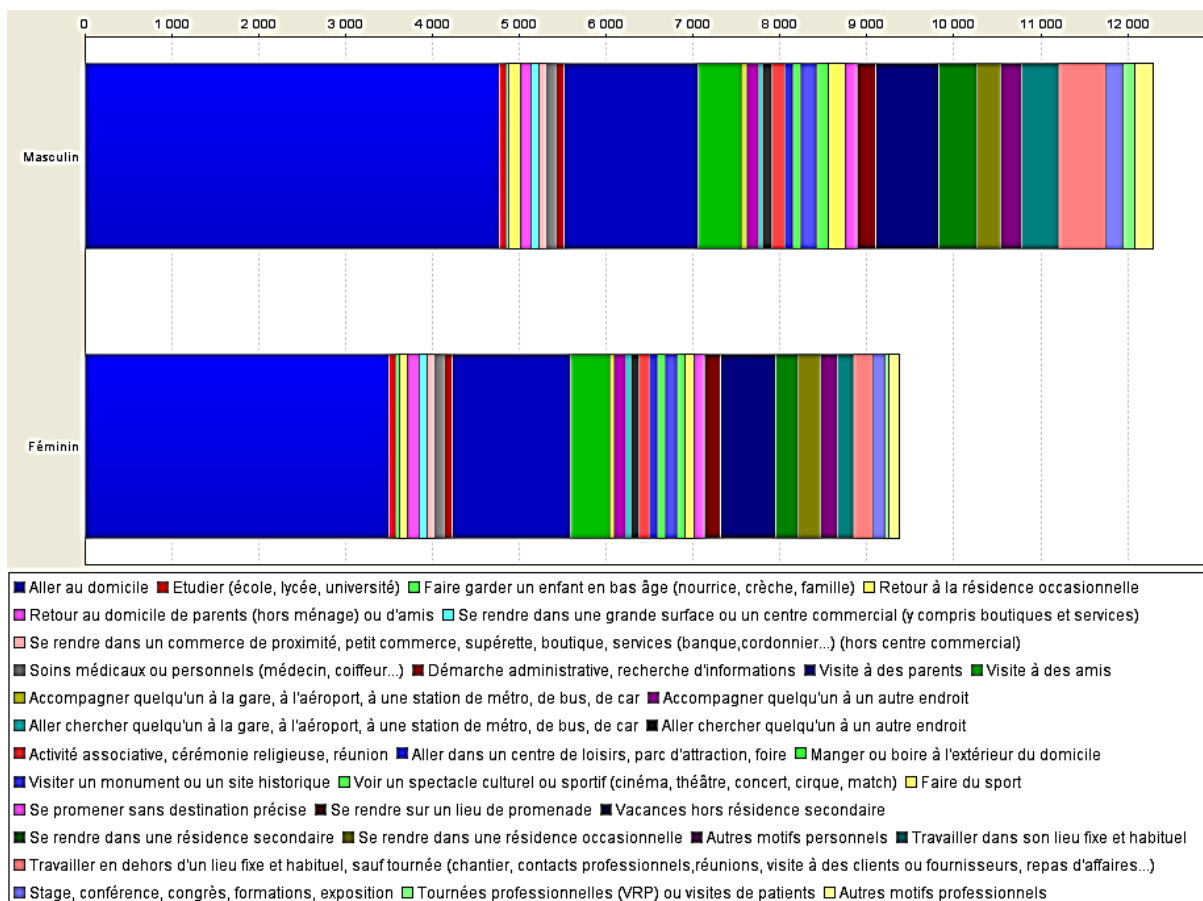 0 1 000 2 000 3 000 4 000 5 000 6 000 7 000 8 000 9 000 10 000 11 000 12 000
Masculin
Féminin
Aller au domicile Etudier (école, lycée, université) Faire garder un enfant en bas âge (nourrice, crèche, famille) Retour à la résidence occasionnelle
Retour au domicile de parents (hors ménage) ou d'amis Se rendre dans une grande surface ou un centre commercial (y compris boutiques et services)
Se rendre dans un commerce de proximité, petit commerce, supérette, boutique, services (banque,cordonnier...) (hors centre commercial)
Soins médicaux ou personnels (médecin, coiffeur...) Démarche administrative, recherche d'informations Visite à des parents Visite à des amis
Accompagner quelqu'un à la gare, à l'aéroport, à une station de métro, de bus, de car Accompagner quelqu'un à un autre endroit
Aller chercher quelqu'un à la gare, à l'aéroport, à une station de métro, de bus, de car Aller chercher quelqu'un à un autre endroit
Activité associative, cérémonie religieuse, réunion Aller dans un centre de loisirs, parc d'attraction, foire Manger ou boire à l'extérieur du domicile
Visiter un monument ou un site historique Voir un spectacle culturel ou sportif (cinéma, théâtre, concert, cirque, match) Faire du sport
Se promener sans destination précise Se rendre sur un lieu de promenade Vacances hors résidence secondaire
Se rendre dans une résidence secondaire Se rendre dans une résidence occasionnelle Autres motifs personnels Travailler dans son lieu fixe et habituel
Travailler en dehors d'un lieu fixe et habituel, sauf tournée (chantier, contacts professionnels,réunions, visite à des clients ou fournisseurs, repas d'affaires...)
Stage, conférence, congrès, formations, exposition Tournées professionnelles (VRP) ou visites de patients Autres motifs professionnels